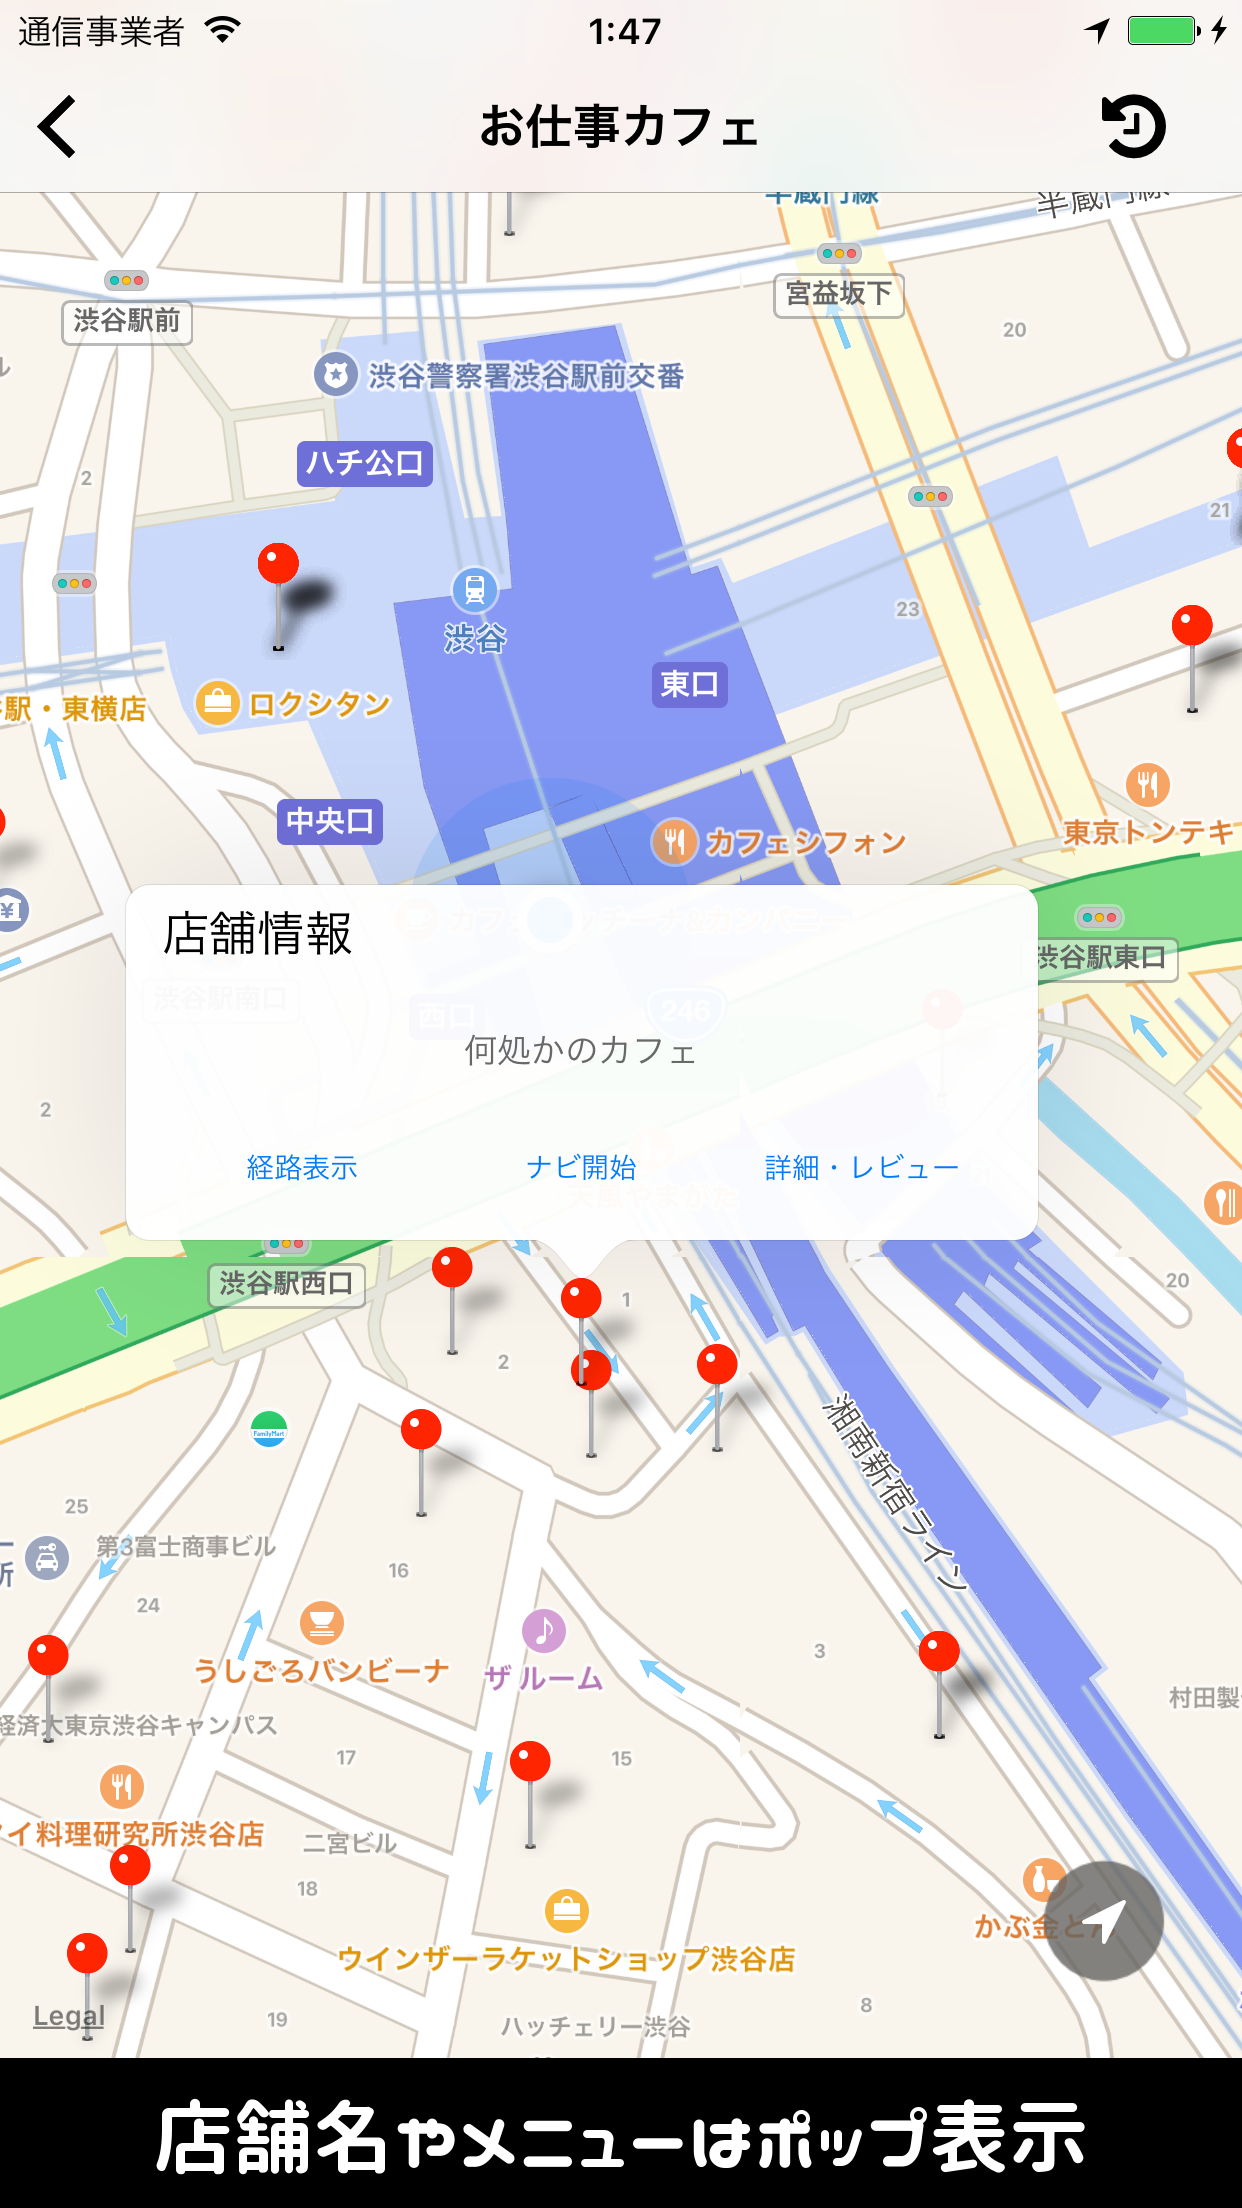 通信事業者
1:47
お仕事カフェ
半蔵門線
半蔵門線
渋谷駅前
宮益坂下
20
渋谷警察署渋谷駅前交番
ハチ公口
2
21
渋谷
23
東口
ロクシタン
駅・東横店
中央口
カフェシフォン
東京トンテキ
店舗情報
渋谷駅東口
渋谷駅南口
西口
246
何処かのカフェ
2
経路表示
ナビ開始
詳細・レビュー
渋谷駅西口
20
1
2
FamilyMart
湘南新宿ライン
25
第3富士商事ビル
所
16
24
うしごろバンビーナ
ザ ルーム
3
村田製
経済大東京渋谷キャンパス
17
15
イ料理研究所渋谷店
二宮ビル
18
かぶ金と
ウインザーラケットショップ渋谷店
Legal
19
8
ハッチェリー渋谷
店舗名やメニューはポップ表示